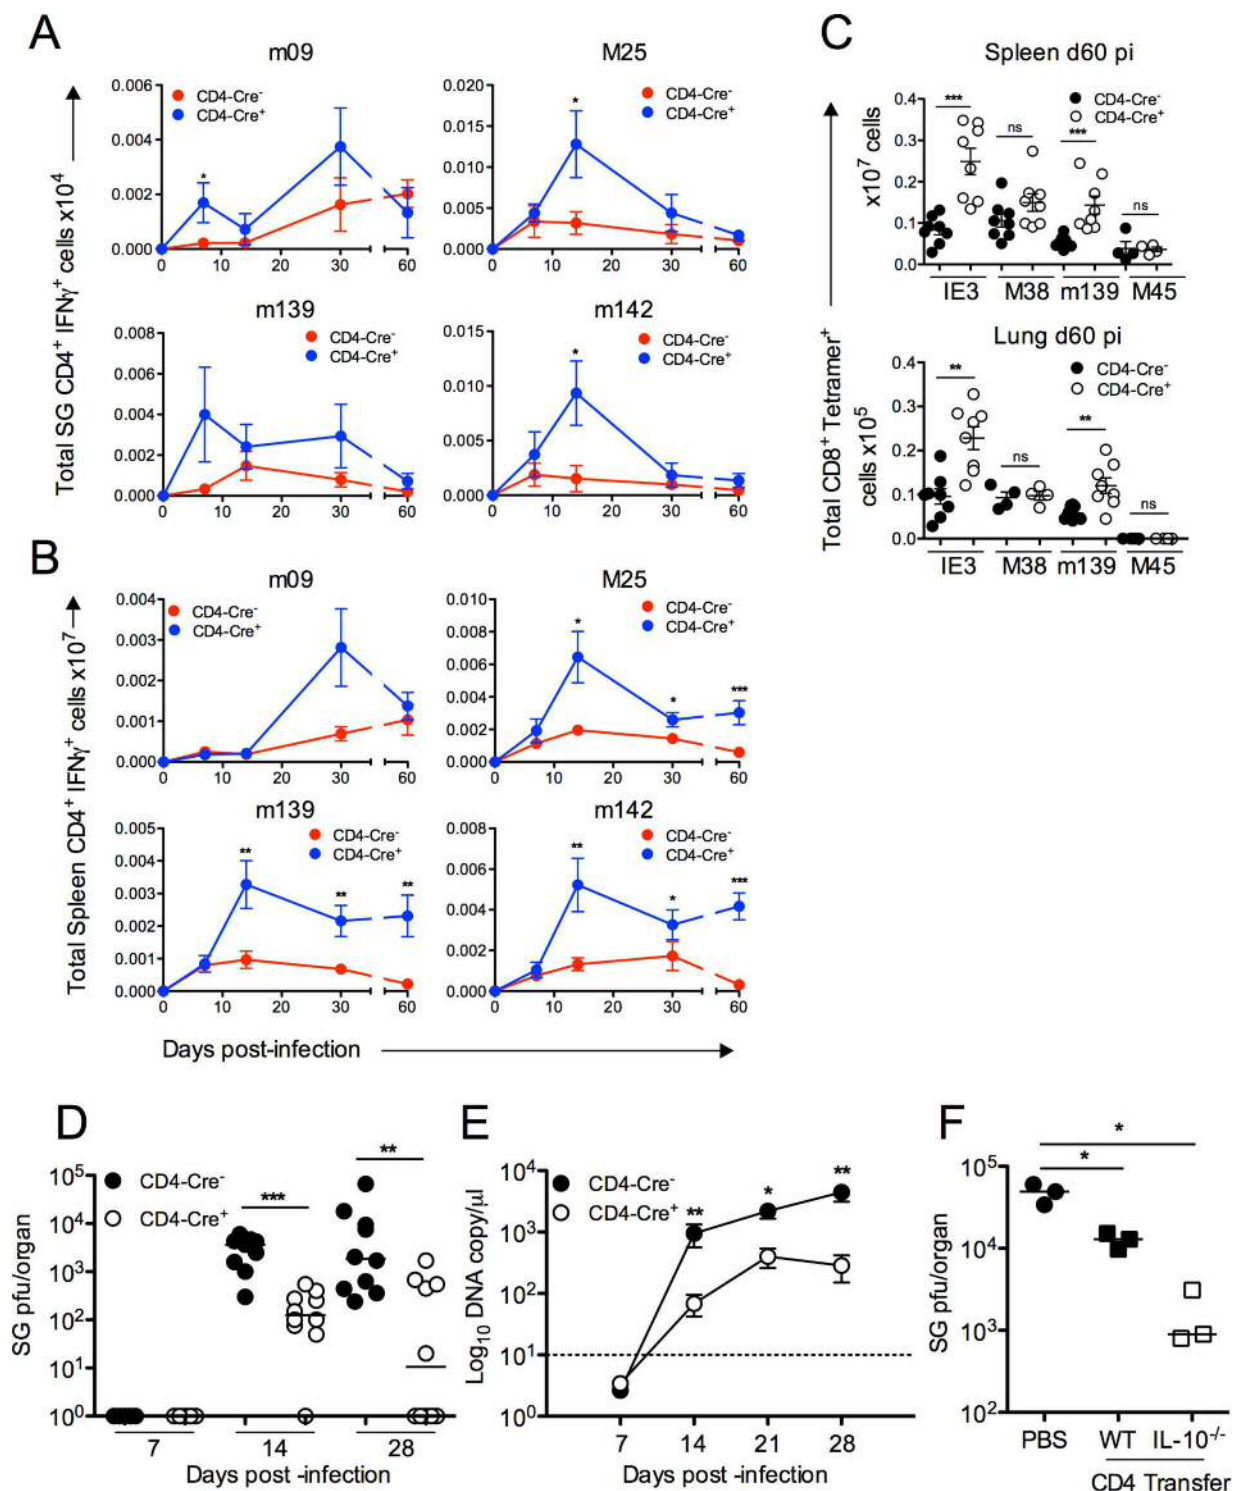 A
m09
M25
Total SG CD4⁺ IFNγ⁺ cells x10⁴
0.006
0.004
0.002
0.000
0 10 20 30 60
CD4-Cre⁻
CD4-Cre⁺
*
0.020
0.015
0.010
0.005
0.000
0 10 20 30 60
CD4-Cre⁻
CD4-Cre⁺
*
m139
m142
0.008
0.006
0.004
0.002
0.000
0 10 20 30 60
CD4-Cre⁻
CD4-Cre⁺
0.015
0.010
0.005
0.000
0 10 20 30 60
CD4-Cre⁻
CD4-Cre⁺
*
B
m09
M25
Total Spleen CD4⁺ IFNγ⁺ cells x10⁷
0.004
0.003
0.002
0.001
0.000
0 10 20 30 60
CD4-Cre⁻
CD4-Cre⁺
0.010
0.008
0.006
0.004
0.002
0.000
0 10 20 30 60
CD4-Cre⁻
CD4-Cre⁺
* * ***
m139
m142
0.005
0.004
0.003
0.002
0.001
0.000
0 10 20 30 60
CD4-Cre⁻
CD4-Cre⁺
** ** **
0.008
0.006
0.004
0.002
0.000
0 10 20 30 60
CD4-Cre⁻
CD4-Cre⁺
** * ***
Days post-infection
C
Spleen d60 pi
Total CD8⁺ Tetramer⁺
x10⁷ cells
0.4
0.3
0.2
0.1
0.0
CD4-Cre⁻
CD4-Cre⁺
*** ns *** ns
IE3 M38 m139 M45
Lung d60 pi
cells x10⁵
0.4
0.3
0.2
0.1
0.0
CD4-Cre⁻
CD4-Cre⁺
** ns ** ns
IE3 M38 m139 M45
D
SG pfu/organ
10⁵
10⁴
10³
10²
10¹
10⁰
CD4-Cre⁻
CD4-Cre⁺
*** **
7 14 28
Days post -infection
E
Log₁₀ DNA copy/µl
10⁴
10³
10²
10¹
10⁰
CD4-Cre⁻
CD4-Cre⁺
** * **
7 14 21 28
Days post -infection
F
SG pfu/organ
10⁵
10⁴
10³
10²
*
*
PBS WT IL-10⁻/⁻
CD4 Transfer